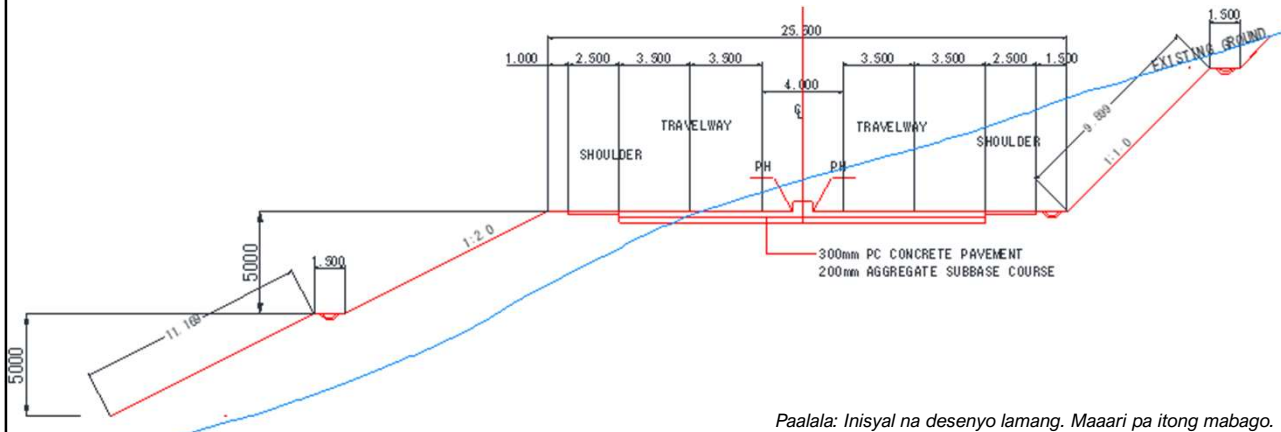 1.500
25.500
EXISTING GROUND
1.000 2.500 3.500 3.500 3.500 3.500 2.500 1.500
4.000
℄
9.899
TRAVELWAY TRAVELWAY
SHOULDER SHOULDER
1:1.0
PH PH
1:2.0
5000
300mm PC CONCRETE PAVEMENT
200mm AGGREGATE SUBBASE COURSE
1.500
11.169
5000
Paalala: Inisyal na desenyo lamang. Maaari pa itong mabago.